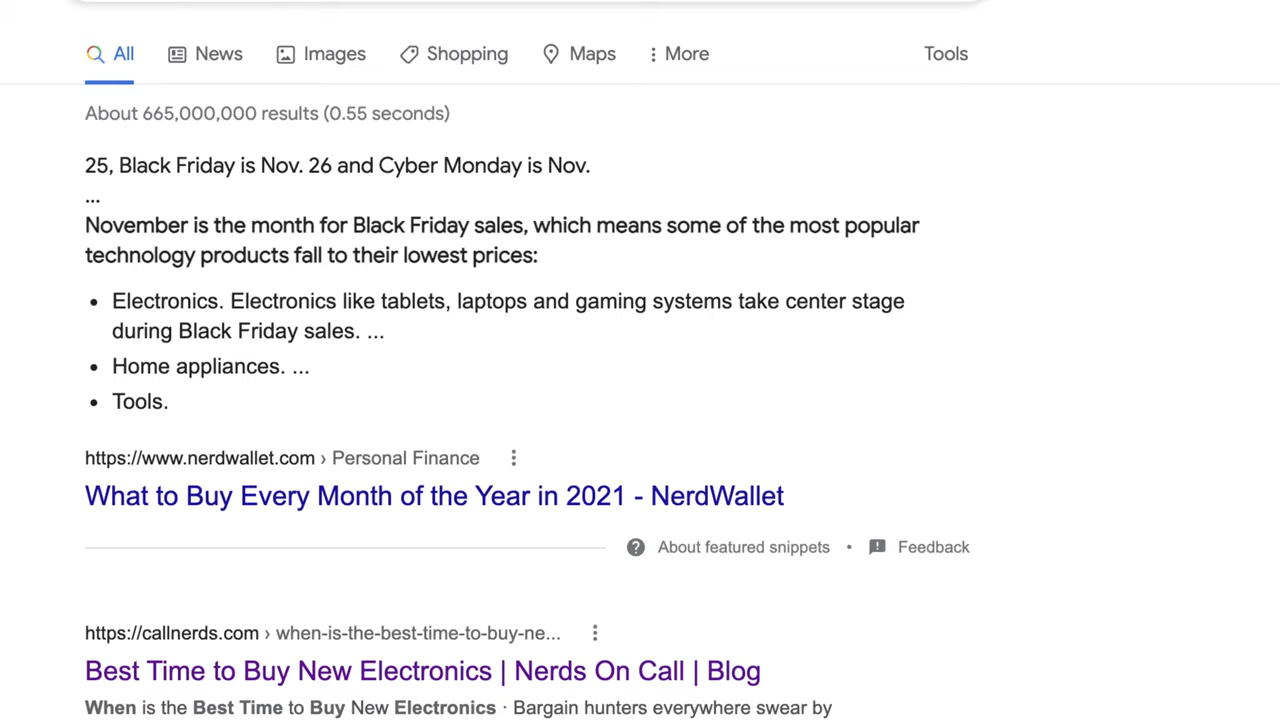 All News Images Shopping Maps More Tools
About 665,000,000 results (0.55 seconds)
25, Black Friday is Nov. 26 and Cyber Monday is Nov.
...
November is the month for Black Friday sales, which means some of the most popular
technology products fall to their lowest prices:
• Electronics. Electronics like tablets, laptops and gaming systems take center stage
during Black Friday sales. ...
• Home appliances. ...
• Tools.
https://www.nerdwallet.com › Personal Finance
What to Buy Every Month of the Year in 2021 - NerdWallet
About featured snippets • Feedback
https://callnerds.com › when-is-the-best-time-to-buy-ne...
Best Time to Buy New Electronics | Nerds On Call | Blog
When is the Best Time to Buy New Electronics · Bargain hunters everywhere swear by